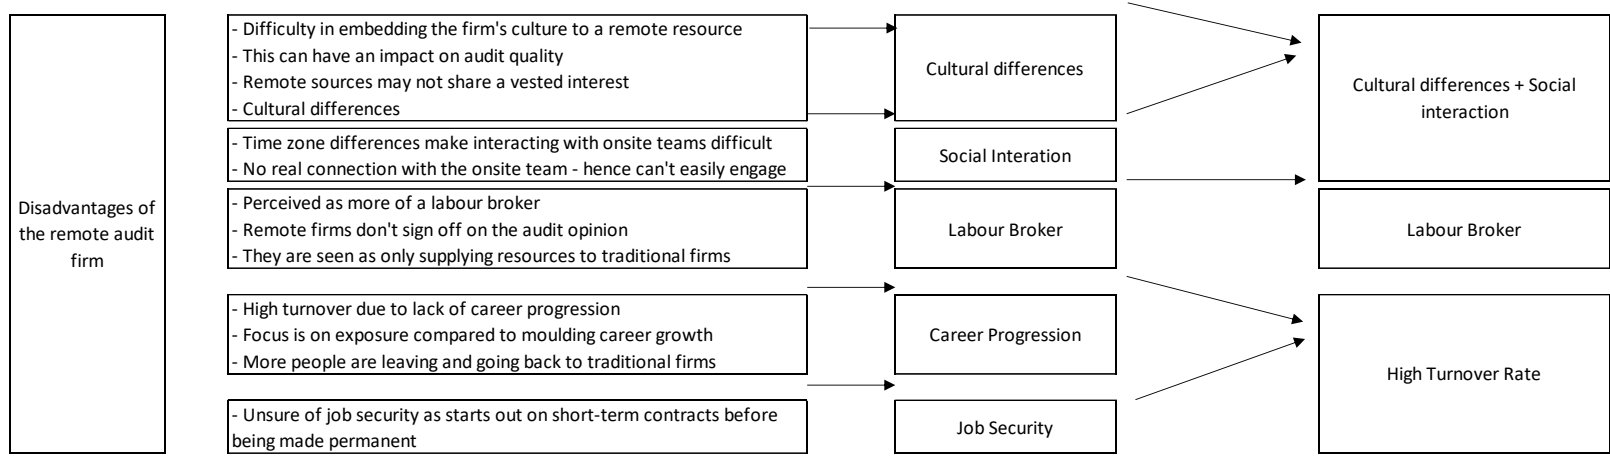 Disadvantages of
the remote audit
firm
- Difficulty in embedding the firm's culture to a remote resource
- This can have an impact on audit quality
- Remote sources may not share a vested interest
- Cultural differences
- Time zone differences make interacting with onsite teams difficult
- No real connection with the onsite team - hence can't easily engage
- Perceived as more of a labour broker
- Remote firms don't sign off on the audit opinion
- They are seen as only supplying resources to traditional firms
- High turnover due to lack of career progression
- Focus is on exposure compared to moulding career growth
- More people are leaving and going back to traditional firms
- Unsure of job security as starts out on short-term contracts before
being made permanent
Cultural differences
Social Interation
Labour Broker
Career Progression
Job Security
Cultural differences + Social
interaction
Labour Broker
High Turnover Rate